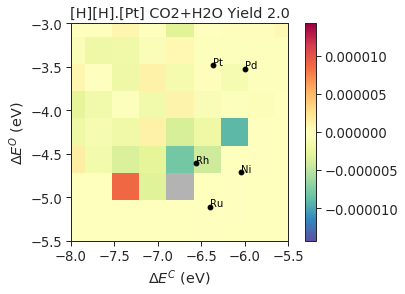 [H][H].[Pt] CO2+H2O Yield 2.0
−3.0
−3.5
−4.0
−4.5
−5.0
−5.5
ΔE^O (eV)
Pt
Pd
Rh
Ni
Ru
−8.0 −7.5 −7.0 −6.5 −6.0 −5.5
ΔE^C (eV)
0.000010
0.000005
0.000000
−0.000005
−0.000010